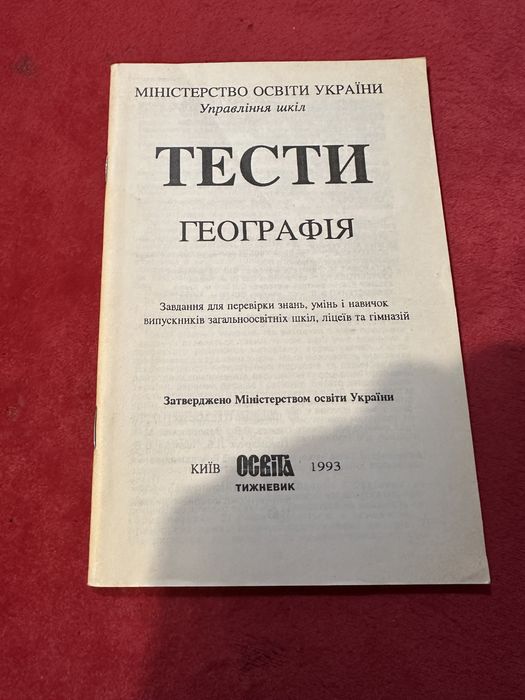 МІНІСТЕРСТВО ОСВІТИ УКРАЇНИ
Управління шкіл
ТЕСТИ
ГЕОГРАФІЯ
Завдання для перевірки знань, умінь і навичок
випускників загальноосвітніх шкіл, ліцеїв та гімназій
Затверджено Міністерством освіти України
КИЇВ ОСВІТА 1993
ТИЖНЕВИК